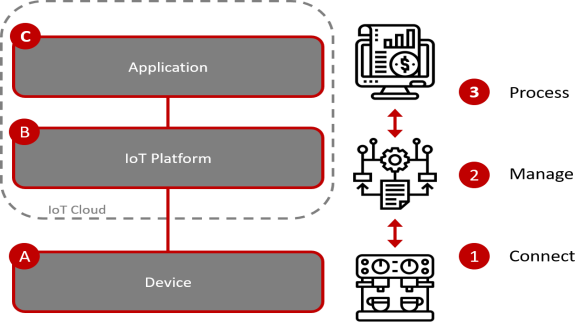 C
Application
B
IoT Platform
IoT Cloud
A
Device
$
3 Process
2 Manage
1 Connect